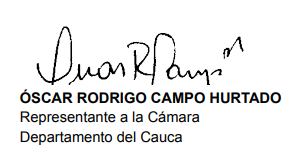 ÓSCAR RODRIGO CAMPO HURTADO
Representante a la Cámara
Departamento del Cauca